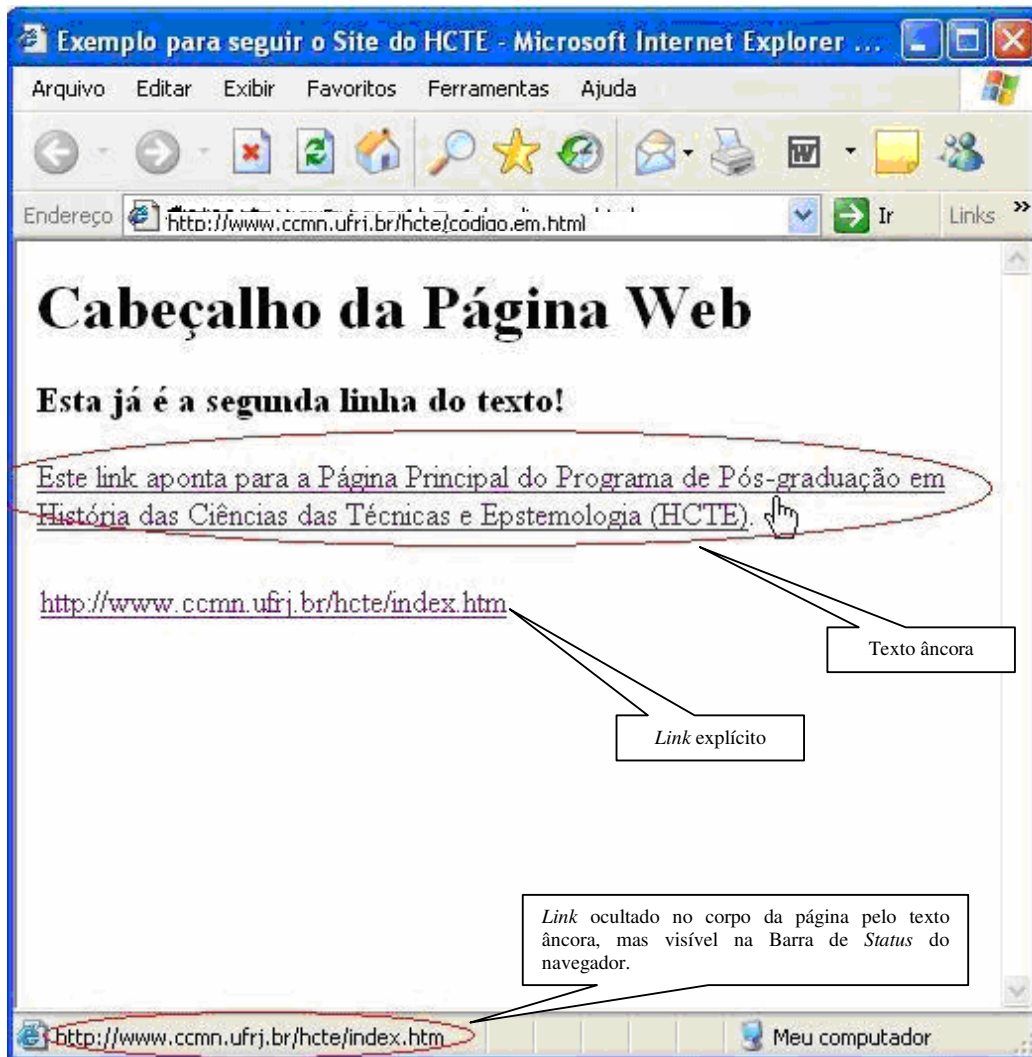 Exemplo para seguir o Site do HCTE - Microsoft Internet Explorer ...
Arquivo Editar Exibir Favoritos Ferramentas Ajuda
Endereço http://www.ccmn.ufrj.br/hcte/codigo.em.html Ir Links »
Cabeçalho da Página Web
Esta já é a segunda linha do texto!
Este link aponta para a Página Principal do Programa de Pós-graduação em
História das Ciências das Técnicas e Epstemologia (HCTE).
http://www.ccmn.ufrj.br/hcte/index.htm
Texto âncora
Link explícito
Link ocultado no corpo da página pelo texto
âncora, mas visível na Barra de Status do
navegador.
http://www.ccmn.ufrj.br/hcte/index.htm Meu computador